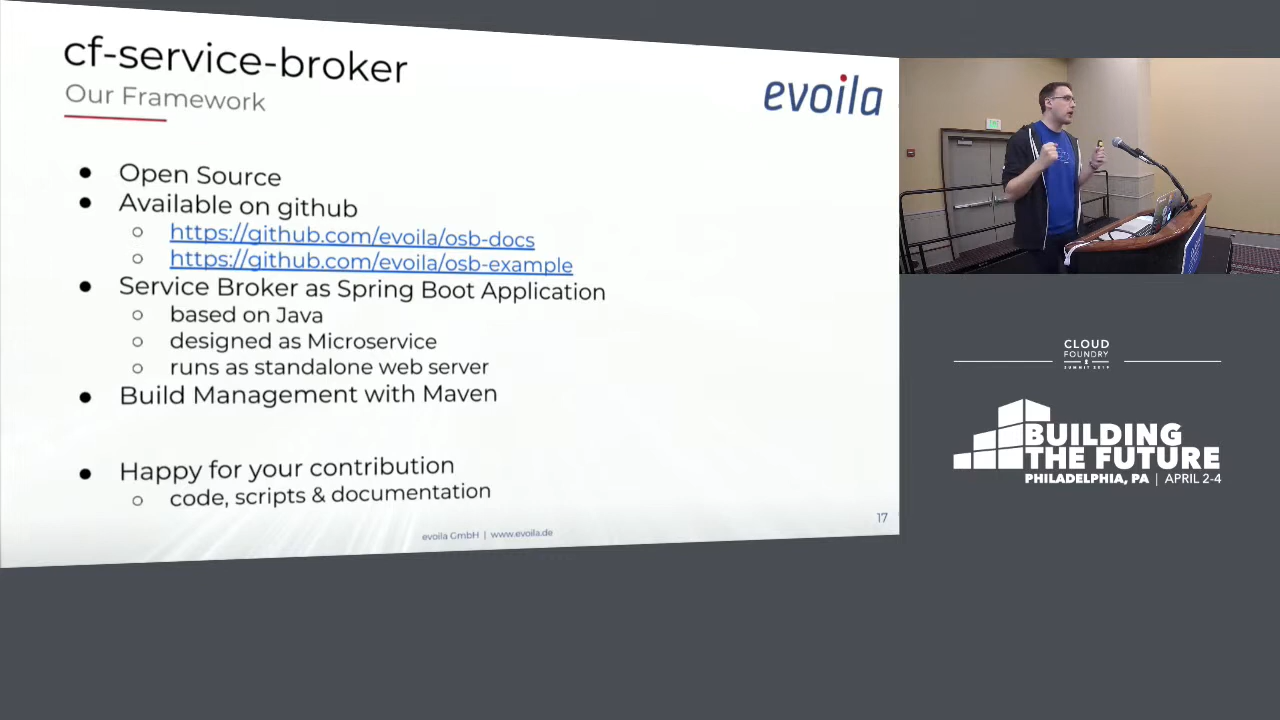 cf-service-broker
Our Framework
evoila
● Open Source
● Available on github
○ https://github.com/evoila/osb-docs
○ https://github.com/evoila/osb-example
● Service Broker as Spring Boot Application
○ based on Java
○ designed as Microservice
○ runs as standalone web server
● Build Management with Maven
● Happy for your contribution
○ code, scripts & documentation
evoila GmbH | www.evoila.de
17
CLOUD
FOUNDRY
SUMMIT 2019
BUILDING
THE FUTURE
PHILADELPHIA, PA | APRIL 2-4